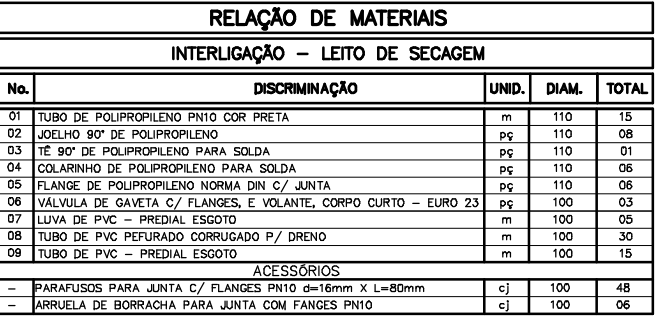 RELAÇÃO DE MATERIAIS
INTERLIGAÇÃO – LEITO DE SECAGEM
No. DISCRIMINAÇÃO UNID. DIAM. TOTAL
01 TUBO DE POLIPROPILENO PN10 COR PRETA m 110 15
02 JOELHO 90° DE POLIPROPILENO pç 110 08
03 TÊ 90° DE POLIPROPILENO PARA SOLDA pç 110 01
04 COLARINHO DE POLIPROPILENO PARA SOLDA pç 110 06
05 FLANGE DE POLIPROPILENO NORMA DIN C/ JUNTA pç 110 06
06 VÁLVULA DE GAVETA C/ FLANGES, E VOLANTE, CORPO CURTO – EURO 23 pç 100 03
07 LUVA DE PVC – PREDIAL ESGOTO m 100 05
08 TUBO DE PVC PEFURADO CORRUGADO P/ DRENO m 100 30
09 TUBO DE PVC – PREDIAL ESGOTO m 100 15
ACESSÓRIOS
– PARAFUSOS PARA JUNTA C/ FLANGES PN10 d=16mm X L=80mm cj 100 48
– ARRUELA DE BORRACHA PARA JUNTA COM FANGES PN10 cj 100 06